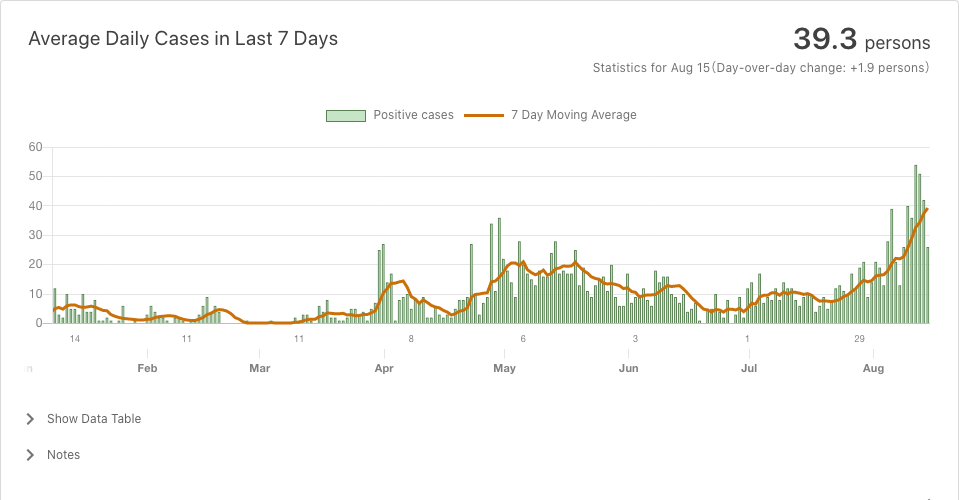 Average Daily Cases in Last 7 Days
39.3 persons
Statistics for Aug 15(Day-over-day change: +1.9 persons)
Positive cases 7 Day Moving Average
60
50
40
30
20
10
0
14 11 11 8 6 3 1 29
n Feb Mar Apr May Jun Jul Aug
Show Data Table
Notes